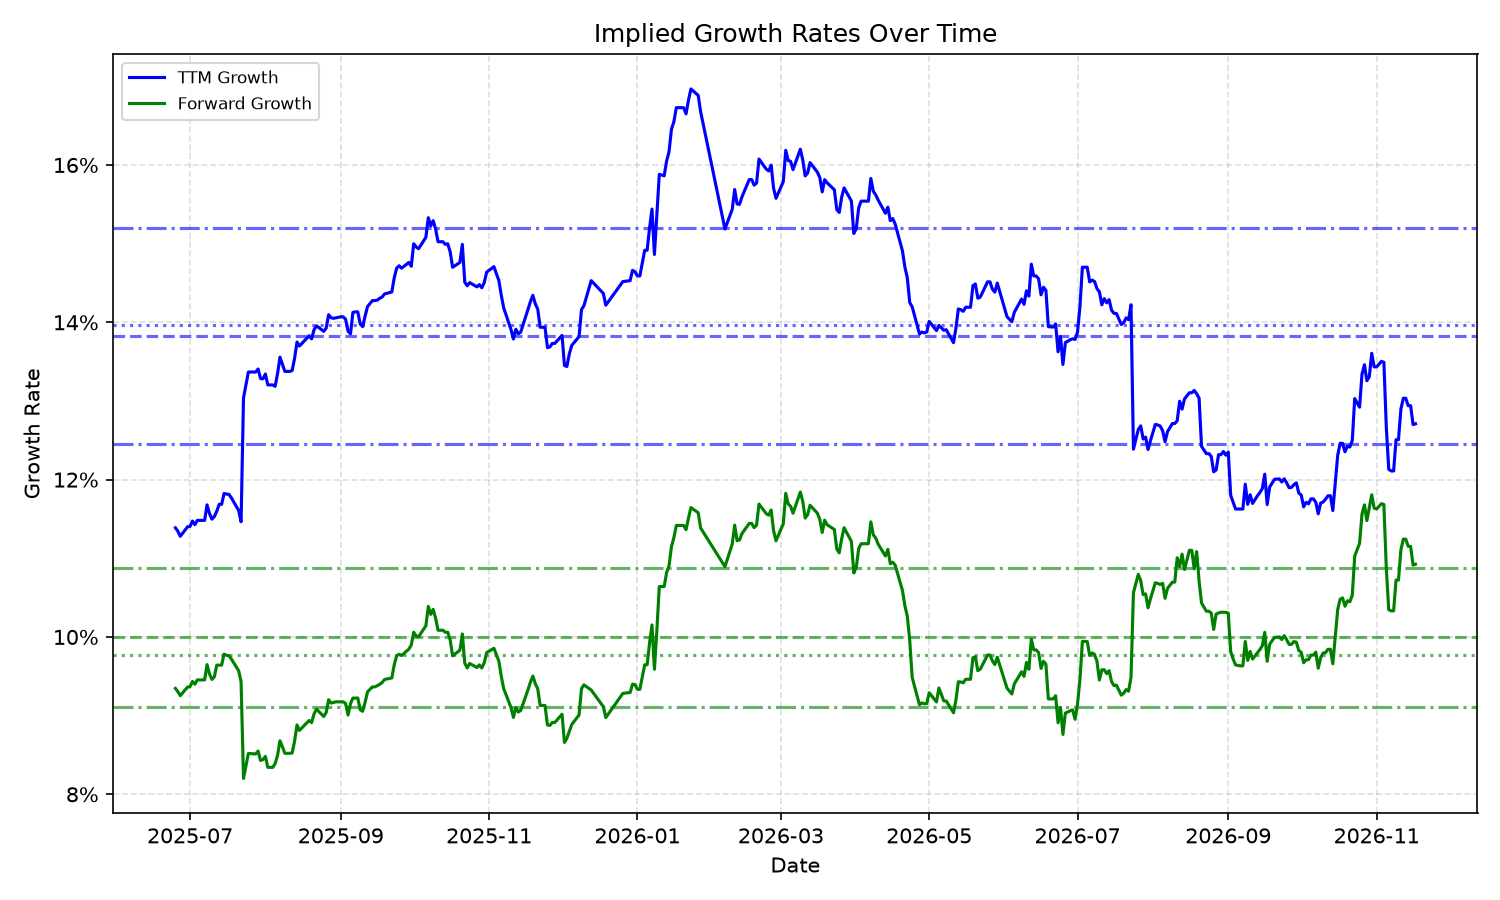 Implied Growth Rates Over Time
TTM Growth
Forward Growth
Growth Rate
16%
14%
12%
10%
8%
2025-07
2025-09
2025-11
2026-01
2026-03
2026-05
2026-07
2026-09
2026-11
Date